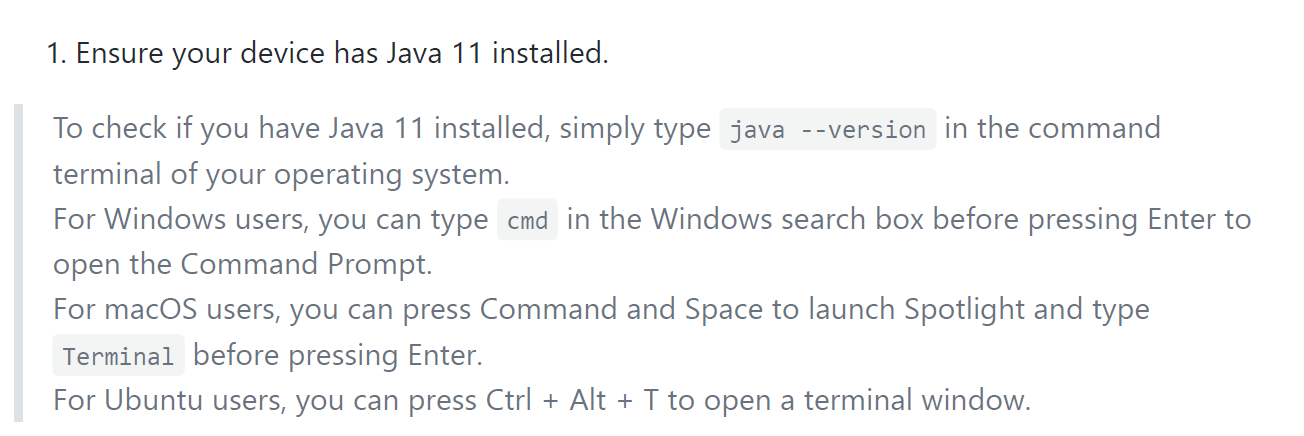 1. Ensure your device has Java 11 installed.
To check if you have Java 11 installed, simply type java --version in the command
terminal of your operating system.
For Windows users, you can type cmd in the Windows search box before pressing Enter to
open the Command Prompt.
For macOS users, you can press Command and Space to launch Spotlight and type
Terminal before pressing Enter.
For Ubuntu users, you can press Ctrl + Alt + T to open a terminal window.